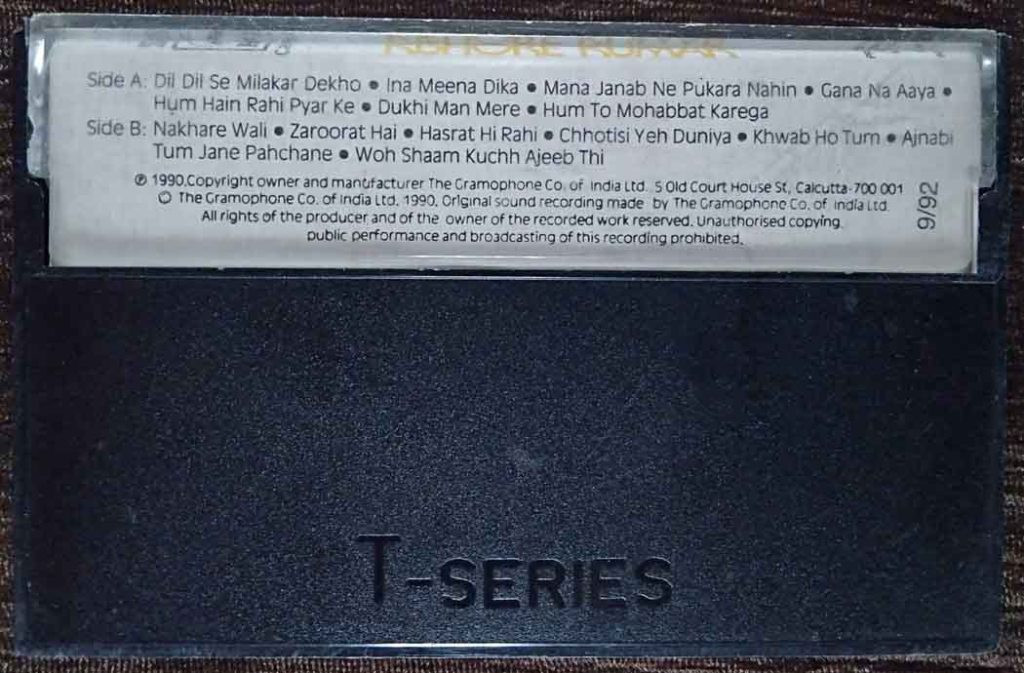 KISHORE KUMAR
Side A: Dil Dil Se Milakar Dekho ● Ina Meena Dika ● Mana Janab Ne Pukara Nahin ● Gana Na Aaya ●
Hum Hain Rahi Pyar Ke ● Dukhi Man Mere ● Hum To Mohabbat Karega
Side B: Nakhare Wali ● Zaroorat Hai ● Hasrat Hi Rahi ● Chhotisi Yeh Duniya ● Khwab Ho Tum ● Ajnabi
Tum Jane Pahchane ● Woh Shaam Kuchh Ajeeb Thi
℗ 1990.Copyright owner and manufacturer The Gramophone Co. of India Ltd. 5 Old Court House St, Calcutta-700 001
© The Gramophone Co. of India Ltd. 1990. Original sound recording made by The Gramophone Co. of India Ltd.
All rights of the producer and of the owner of the recorded work reserved. Unauthorised copying,
public performance and broadcasting of this recording prohibited.
9/92
T-SERIES